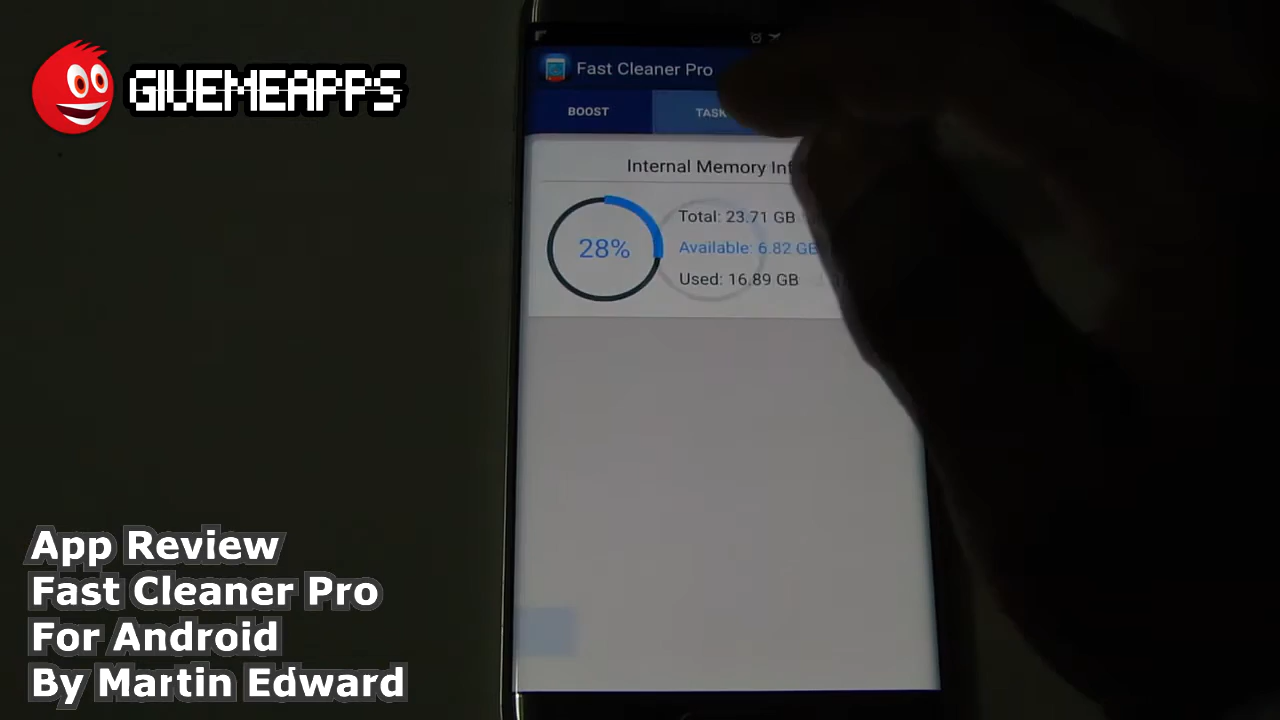 GIVEMEAPPS
Fast Cleaner Pro
BOOST
TASK
Internal Memory Inf
28%
Total: 23.71 GB
Available: 6.82 GB
Used: 16.89 GB
App Review
Fast Cleaner Pro
For Android
By Martin Edward